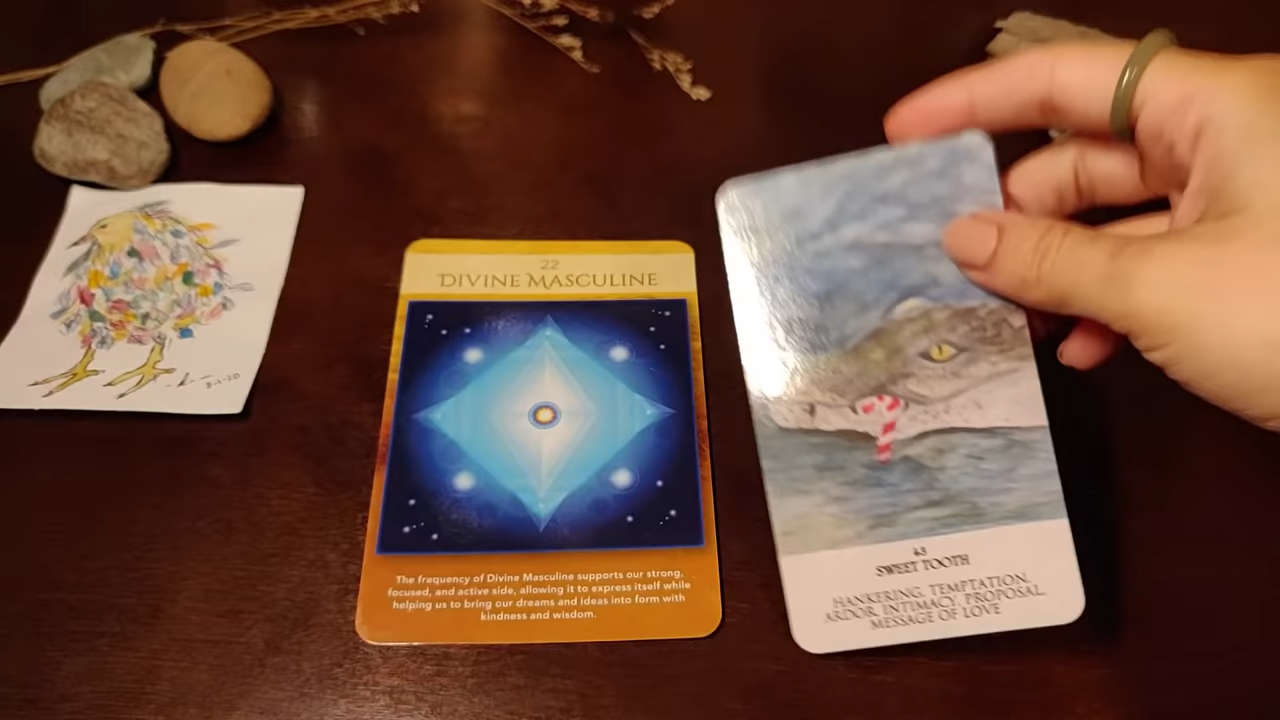 22
DIVINE MASCULINE
The frequency of Divine Masculine supports our strong,
focused, and active side, allowing it to express itself while
helping us to bring our dreams and ideas into form with
kindness and wisdom.
43
SWEET TOOTH
HANKERING, TEMPTATION,
ARDOR, INTIMACY, PROPOSAL,
MESSAGE OF LOVE